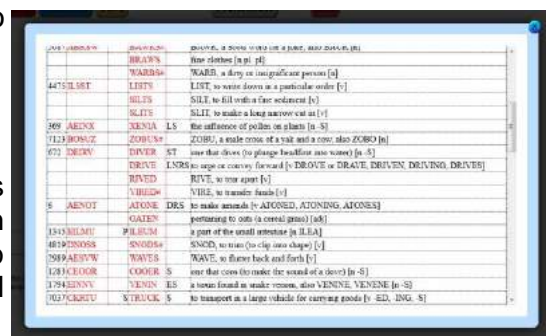 BRAWS fine clothes [n pl. pl]
WARBS# WARB, a dirty or insignificant person [n]
4475 ILSST LISTS LIST, to write down in a particular order [v]
SILTS SILT, to fill with a fine sediment [v]
SLITS SLIT, to make a long narrow cut in [v]
369 AEINX XENIA LS the influence of pollen on plants [n -S]
7123 BOSUZ ZOBUS# ZOBU, a male cross of a yak and a cow, also ZOBO [n]
672 DEIRV DIVER ST one that dives (to plunge headfirst into water) [n -S]
DRIVE LNRS to urge or convey forward [v DROVE or DRAVE, DRIVEN, DRIVING, DRIVES]
RIVED RIVE, to tear apart [v]
VIRED# VIRE, to transfer funds [v]
6 AENOT ATONE DRS to make amends [v ATONED, ATONING, ATONES]
OATEN pertaining to oats (a cereal grass) [adj]
EILMU P ILEUM a part of the small intestine [n ILEA]
4819 DNOSS SNODS# SNOD, to trim (to clip into shape) [v]
2989 AESVW WAVES WAVE, to flutter back and forth [v]
1283 CEOOR COOER S one that coos (to make the sound of a dove) [n -S]
1794 EINNV VENIN ES a toxin found in snake venom, also VENINE, VENENE [n -S]
7037 CKRTU S TRUCK S to transport in a large vehicle for carrying goods [v -ED, -ING, -S]